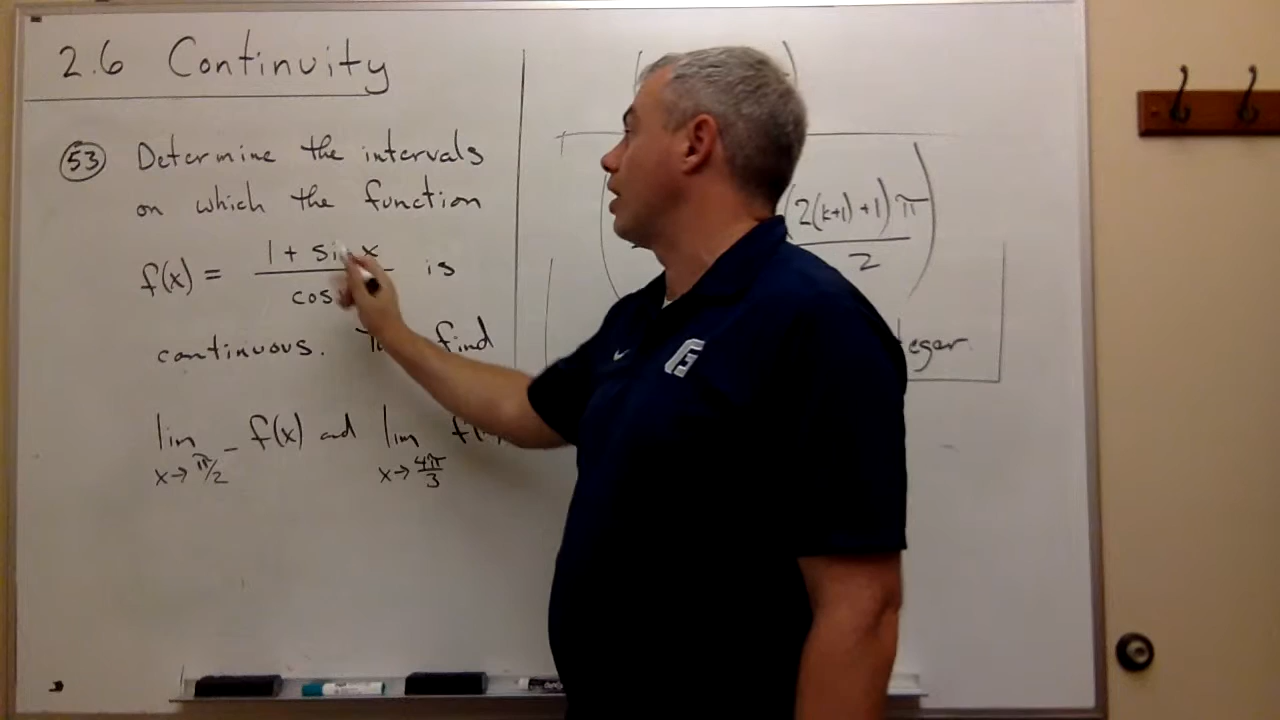 2.6 Continuity
53 Determine the intervals
on which the function
f(x) = (1 + sin x)/cos is
continuous. find
lim x→π/2⁻ f(x) and lim x→4π/3
(2(k+1)+1)π
2